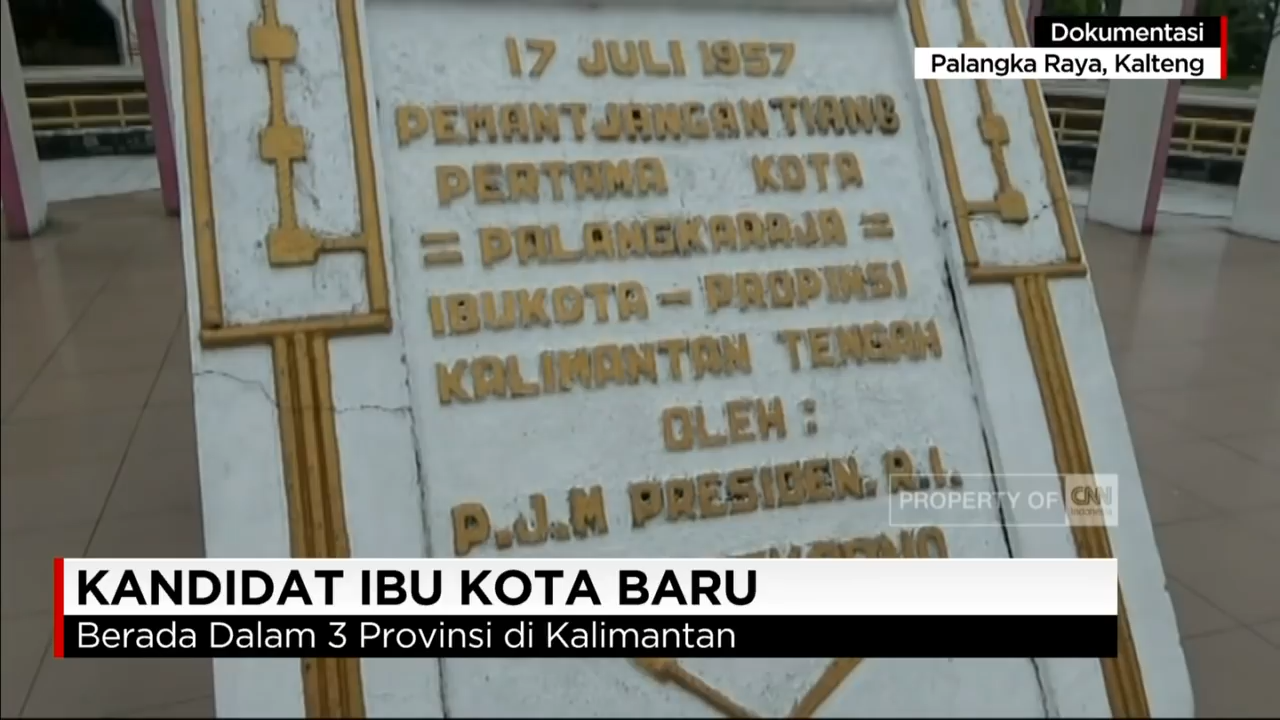 Dokumentasi
Palangka Raya, Kalteng
17 JULI 1957
PEMANTJANGAN TIANG
PERTAMA KOTA
= PALANGKARAJA =
IBUKOTA - PROPINSI
KALIMANTAN TENGAH
OLEH :
P.J.M PRESIDEN. R.I.
PROPERTY OF CNN Indonesia
KANDIDAT IBU KOTA BARU
Berada Dalam 3 Provinsi di Kalimantan